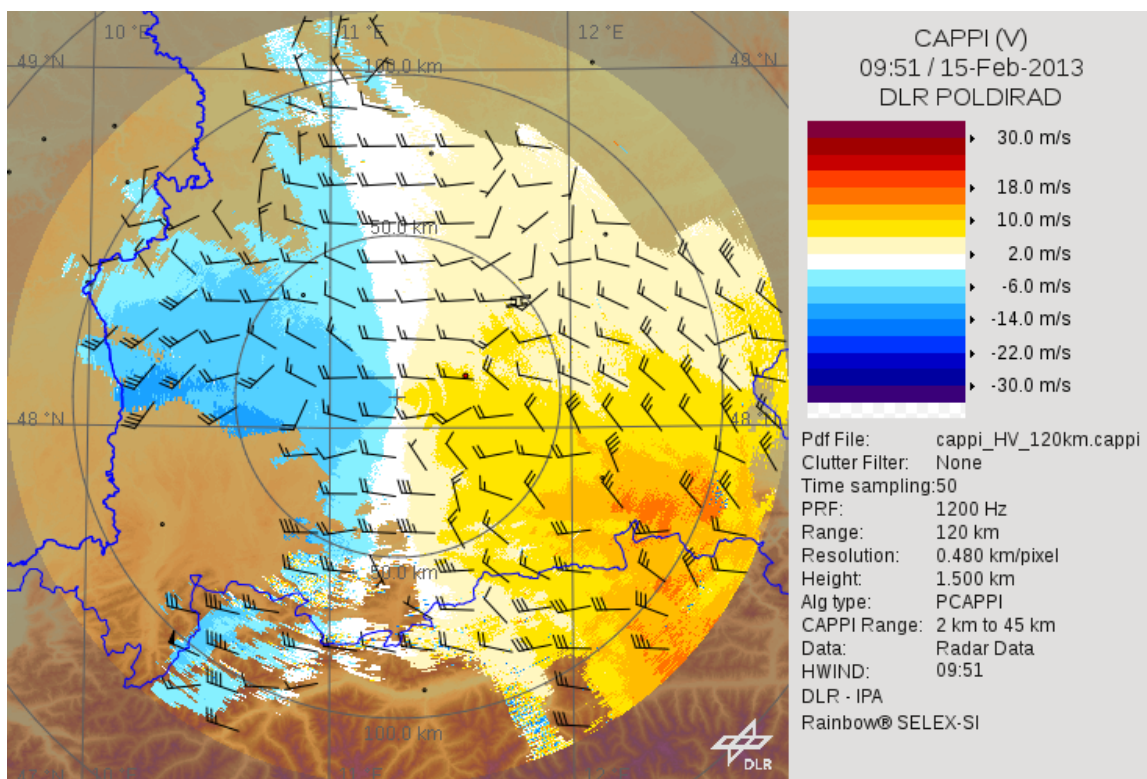 10 °E
11 °E
12 °E
49 °N
100.0 km
49 °N
50.0 km
48 °N
48 °N
50.0 km
100.0 km
DLR
CAPPI (V)
09:51 / 15-Feb-2013
DLR POLDIRAD
30.0 m/s
18.0 m/s
10.0 m/s
2.0 m/s
-6.0 m/s
-14.0 m/s
-22.0 m/s
-30.0 m/s
Pdf File: cappi_HV_120km.cappi
Clutter Filter: None
Time sampling:50
PRF: 1200 Hz
Range: 120 km
Resolution: 0.480 km/pixel
Height: 1.500 km
Alg type: PCAPPI
CAPPI Range: 2 km to 45 km
Data: Radar Data
HWIND: 09:51
DLR - IPA
Rainbow® SELEX-SI